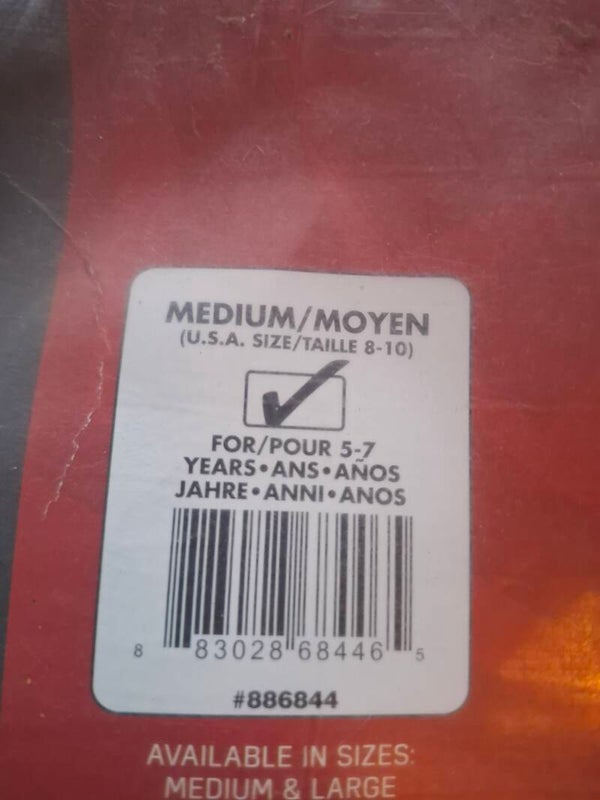 MEDIUM/MOYEN
(U.S.A. SIZE/TAILLE 8-10)
FOR/POUR 5-7
YEARS•ANS•AÑOS
JAHRE•ANNI•ANOS
8 83028 68446 5
#886844
AVAILABLE IN SIZES:
MEDIUM & LARGE